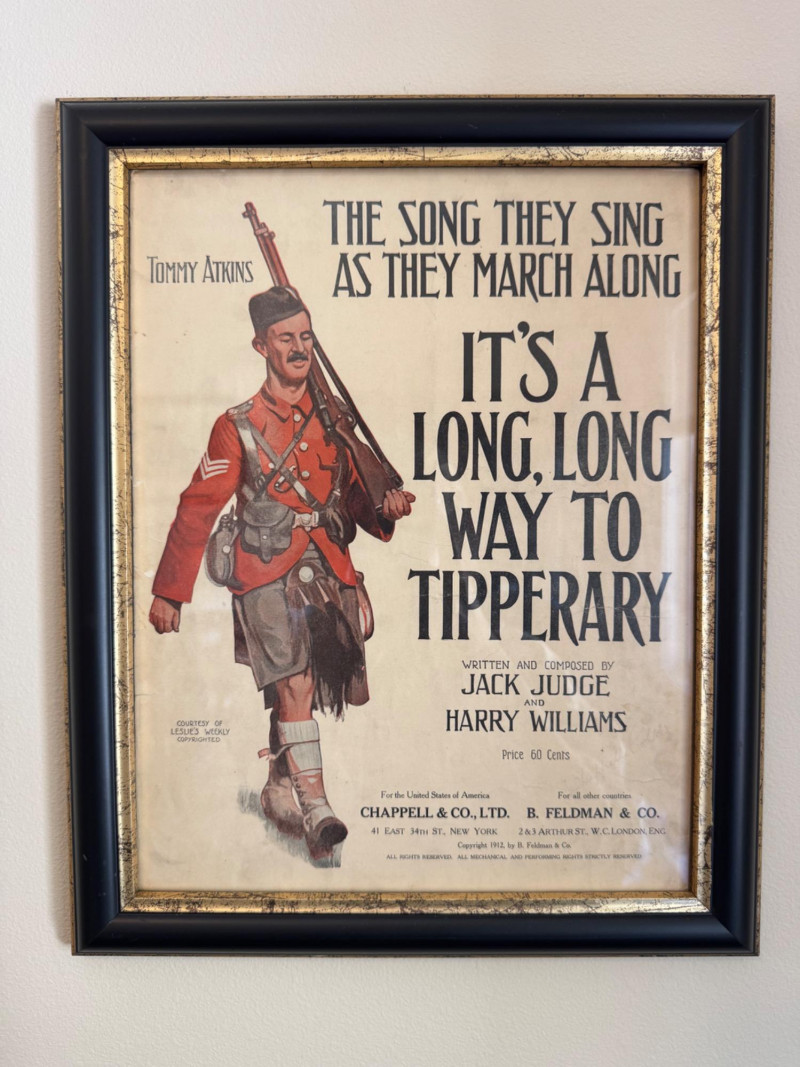 THE SONG THEY SING
AS THEY MARCH ALONG
TOMMY ATKINS
IT'S A
LONG, LONG
WAY TO
TIPPERARY
WRITTEN AND COMPOSED BY
JACK JUDGE
AND
HARRY WILLIAMS
Price 60 Cents
COURTESY OF
LESLIE'S WEEKLY
COPYRIGHTED
For the United States of America
CHAPPELL & CO., LTD.
41 EAST 34TH ST., NEW YORK
For all other countries
B. FELDMAN & CO.
2 & 3 ARTHUR ST., W.C. LONDON, ENG.
Copyright 1912, by B. Feldman & Co.
ALL RIGHTS RESERVED. ALL MECHANICAL AND PERFORMING RIGHTS STRICTLY RESERVED